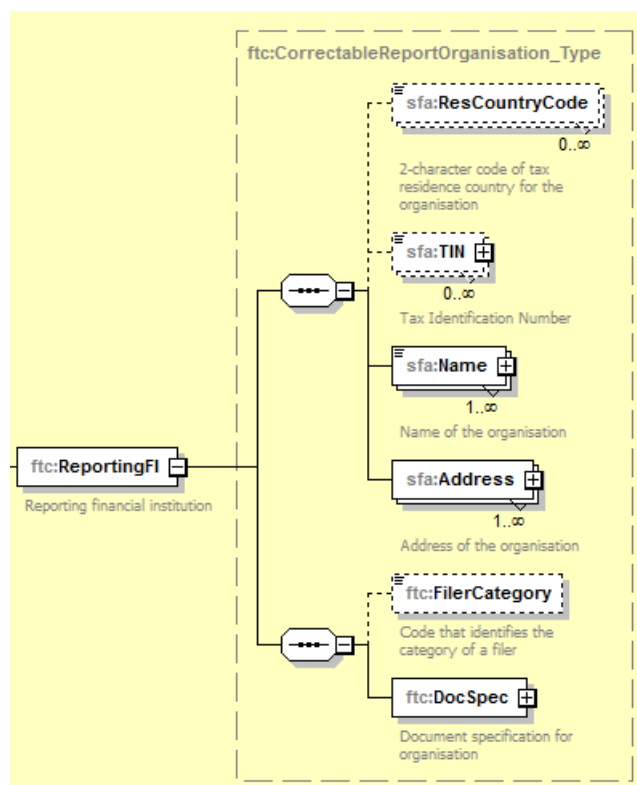 ftc:CorrectableReportOrganisation_Type
sfa:ResCountryCode
0..∞
2-character code of tax
residence country for the
organisation
sfa:TIN
0..∞
Tax Identification Number
sfa:Name
1..∞
Name of the organisation
ftc:ReportingFI
Reporting financial institution
sfa:Address
1..∞
Address of the organisation
ftc:FilerCategory
Code that identifies the
category of a filer
ftc:DocSpec
Document specification for
organisation